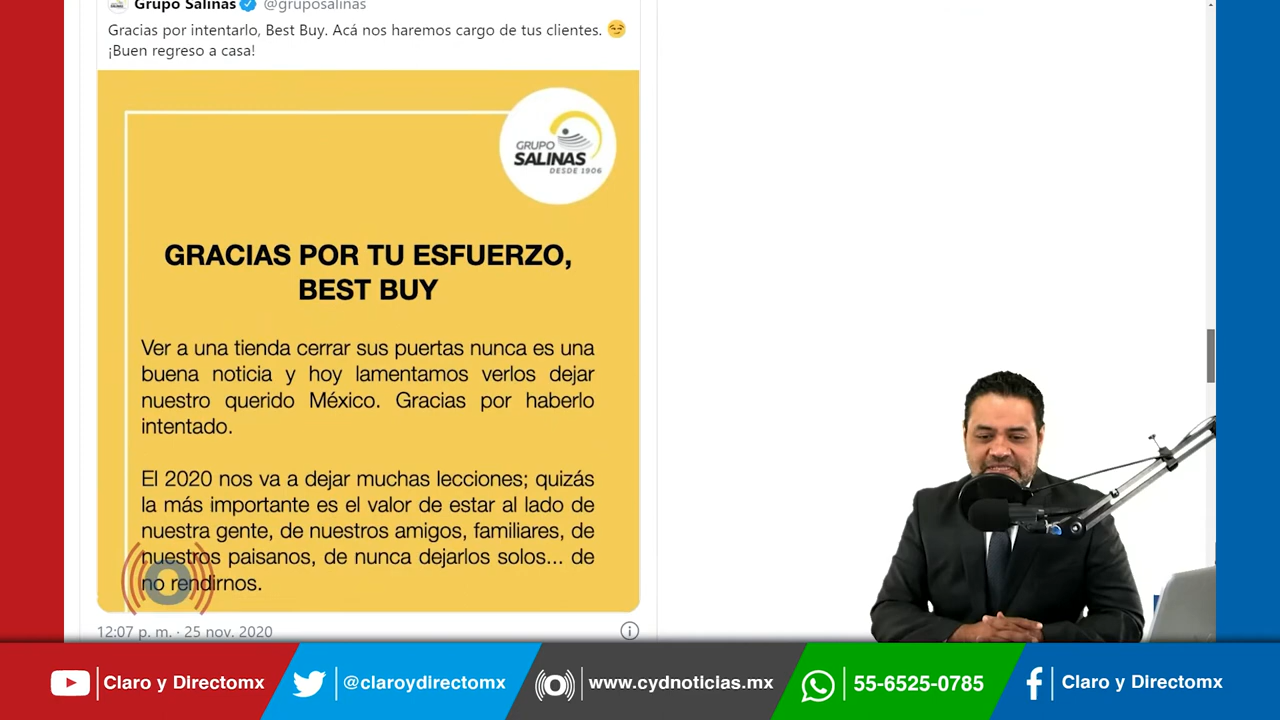 Grupo Salinas @gruposalinas
Gracias por intentarlo, Best Buy. Acá nos haremos cargo de tus clientes. 😏
¡Buen regreso a casa!
GRUPO
SALINAS
DESDE 1906
GRACIAS POR TU ESFUERZO,
BEST BUY
Ver a una tienda cerrar sus puertas nunca es una
buena noticia y hoy lamentamos verlos dejar
nuestro querido México. Gracias por haberlo
intentado.
El 2020 nos va a dejar muchas lecciones; quizás
la más importante es el valor de estar al lado de
nuestra gente, de nuestros amigos, familiares, de
nuestros paisanos, de nunca dejarlos solos... de
no rendirnos.
12:07 p. m. · 25 nov. 2020
Claro y Directomx
@claroydirectomx
www.cydnoticias.mx
55-6525-0785
Claro y Directomx